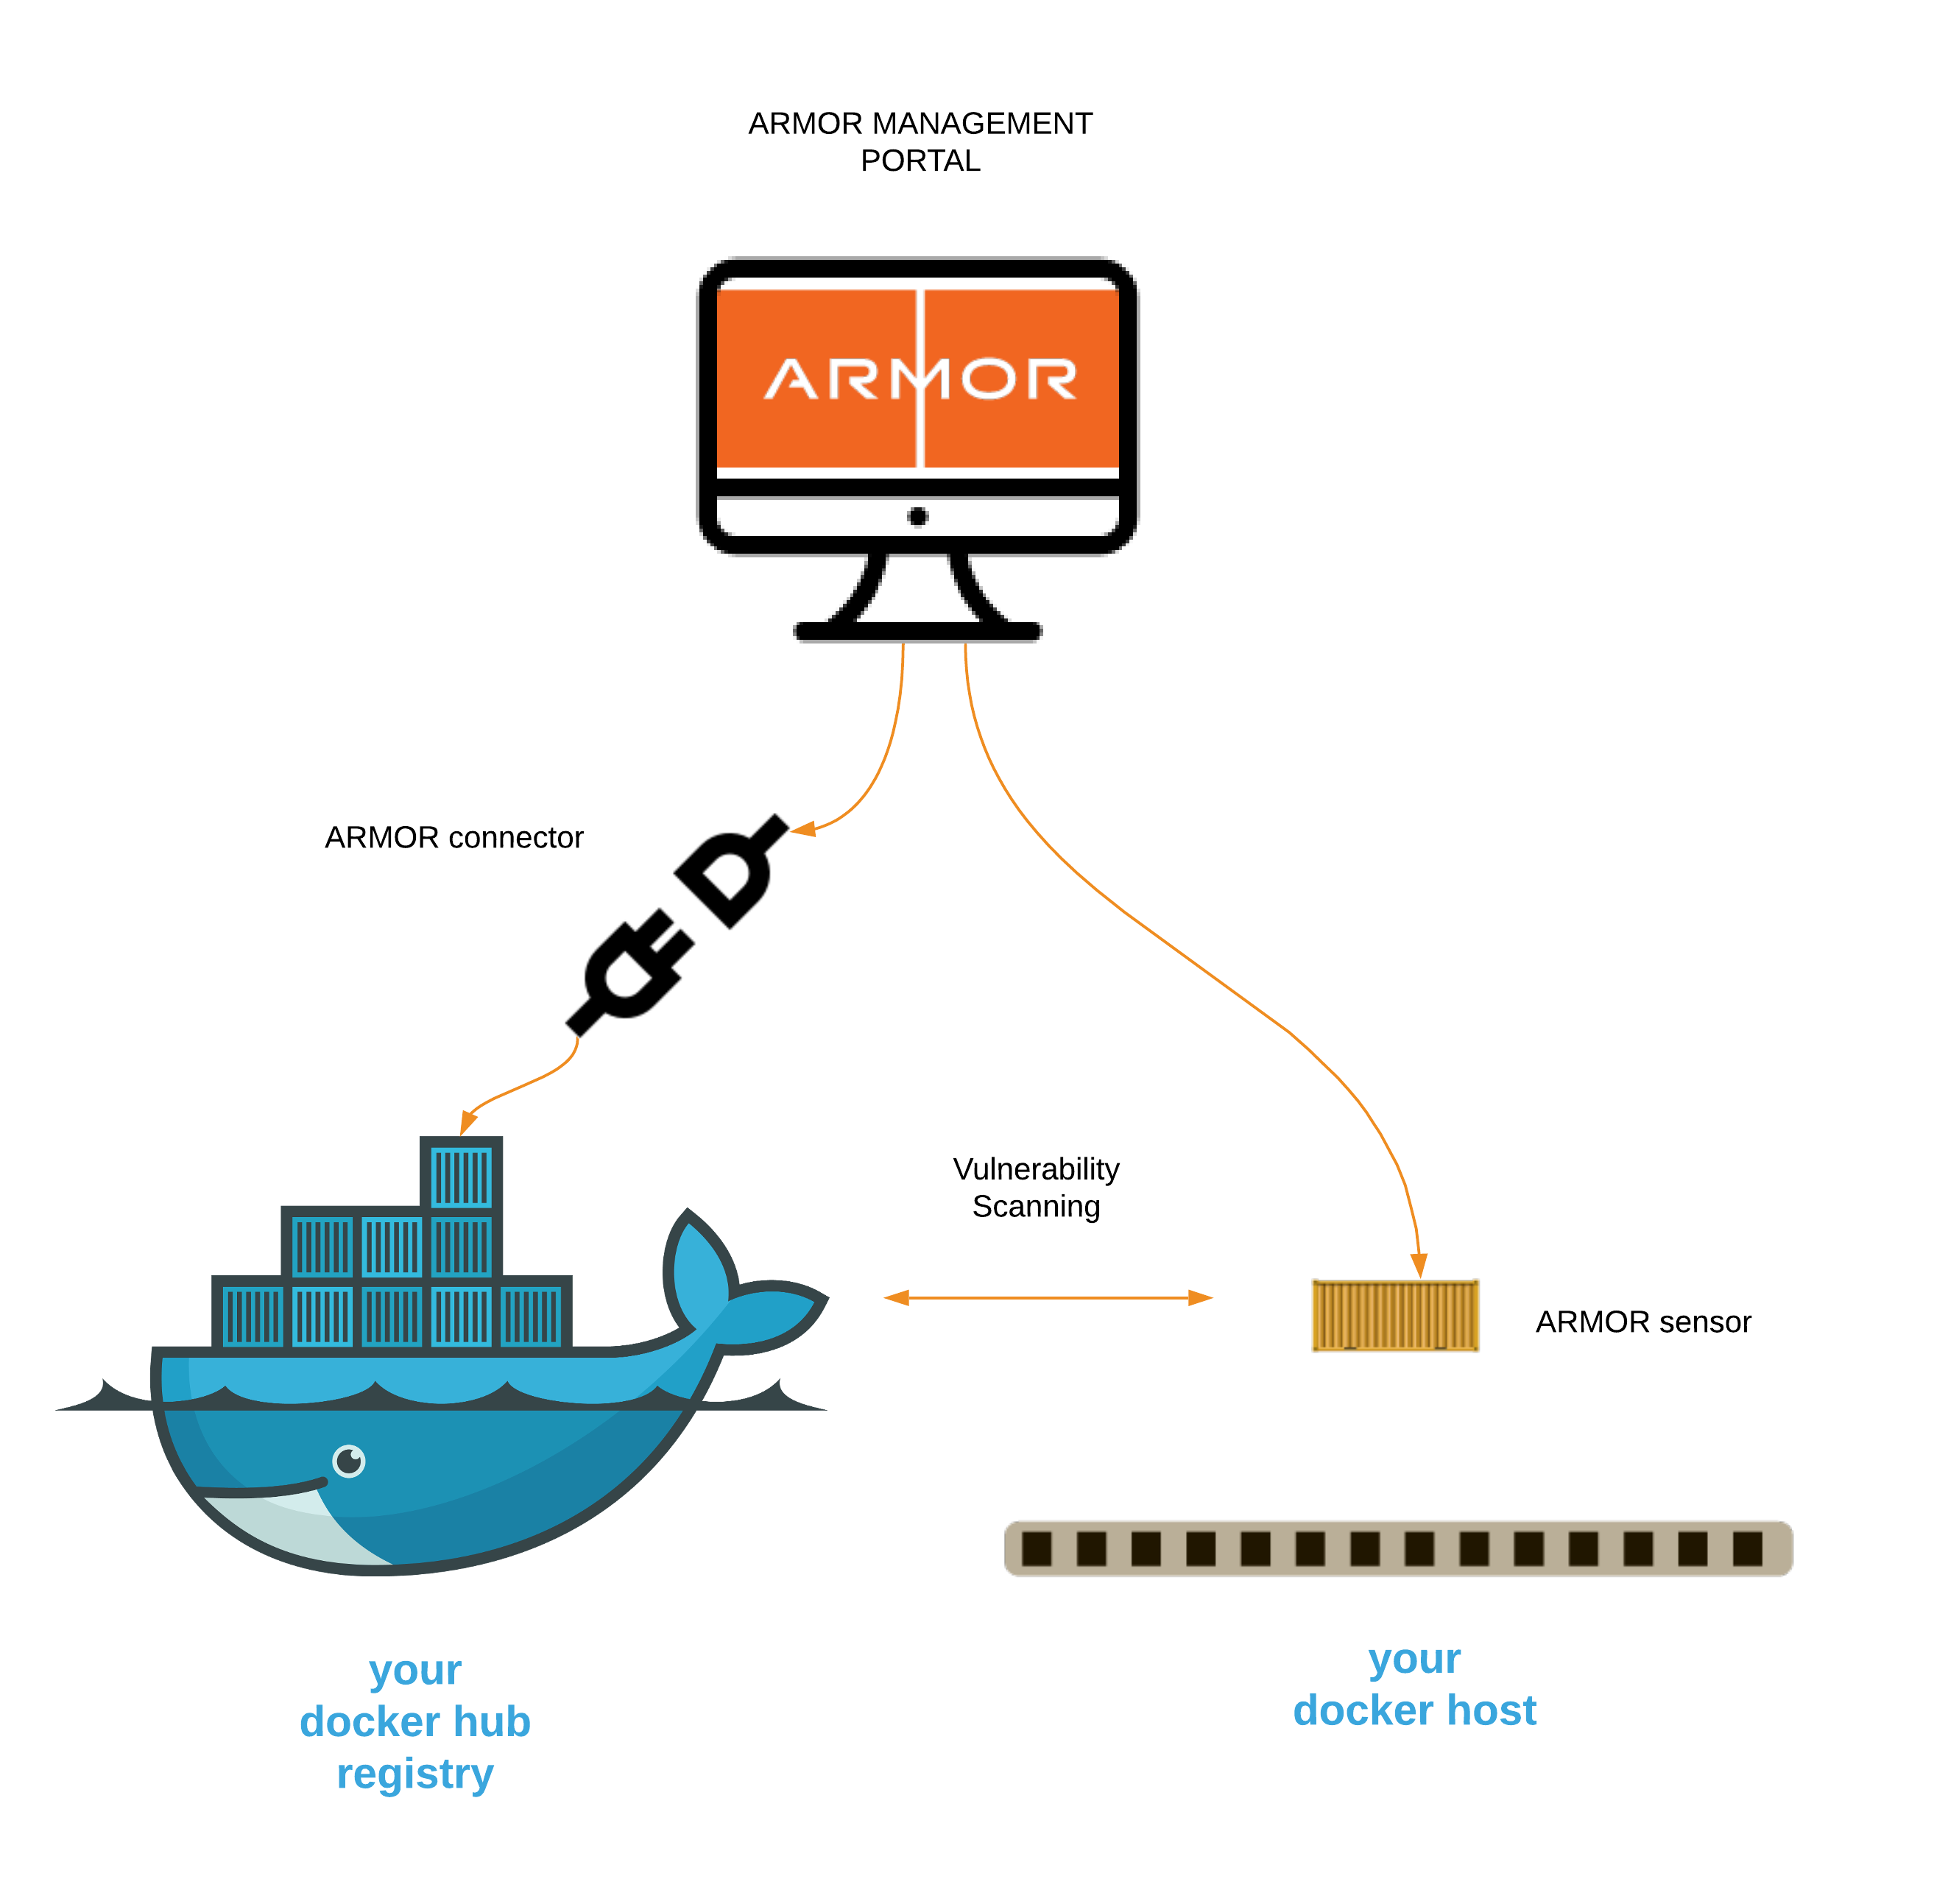 ARMOR MANAGEMENT
PORTAL
ARMOR
ARMOR connector
Vulnerability
Scanning
ARMOR sensor
your
docker hub
registry
your
docker host